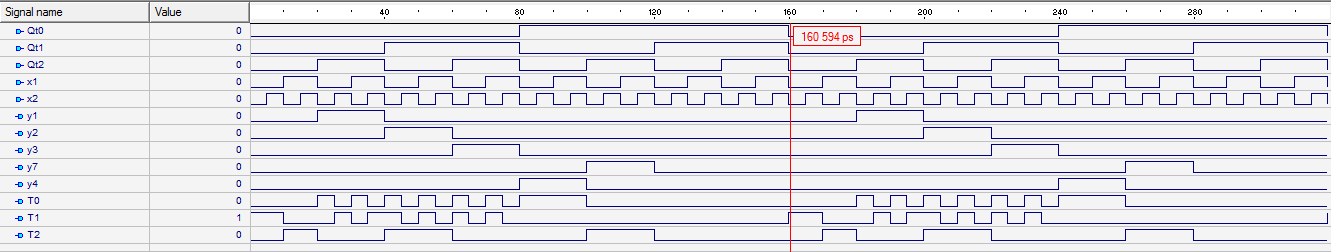 Signal name Value 40 80 120 160 200 240 280
Qt0 0 160 594 ps
Qt1 0
Qt2 0
x1 0
x2 0
y1 0
y2 0
y3 0
y7 0
y4 0
T0 0
T1 1
T2 0